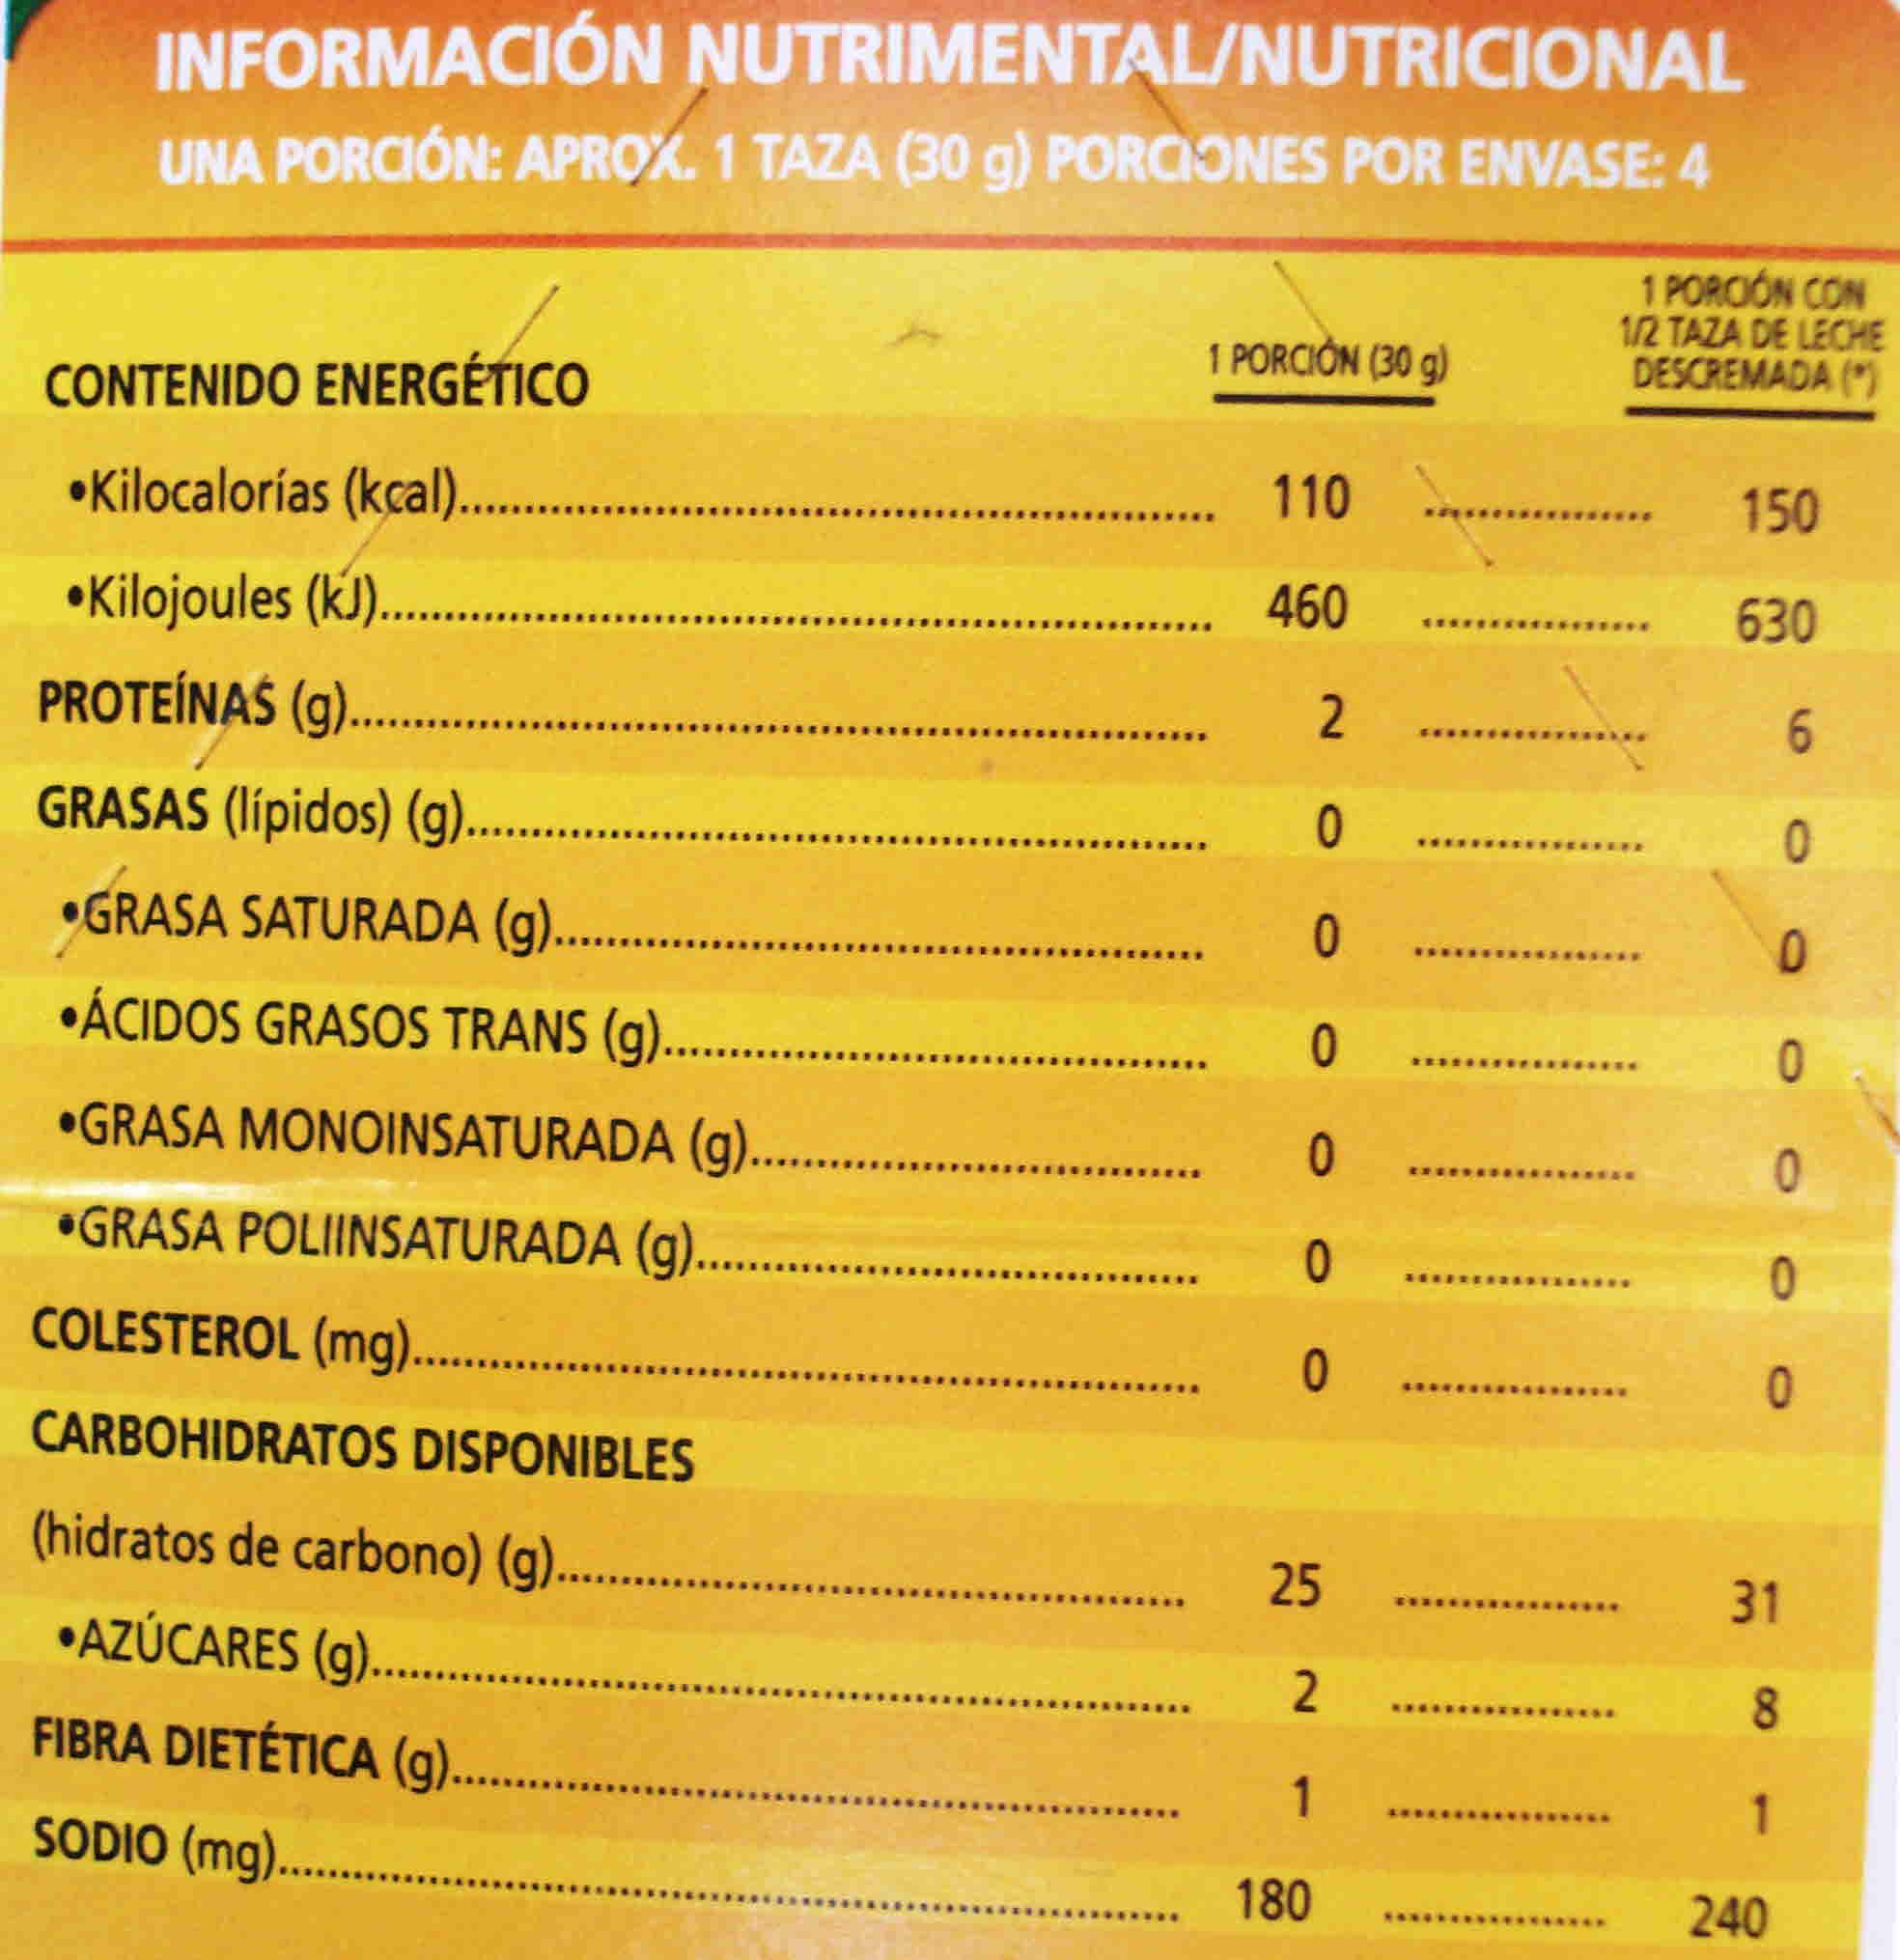 INFORMACIÓN NUTRIMENTAL/NUTRICIONAL
UNA PORCIÓN: APROX. 1 TAZA (30 g) PORCIONES POR ENVASE: 4
1 PORCIÓN CON
1/2 TAZA DE LECHE
DESCREMADA (*)
CONTENIDO ENERGÉTICO 1 PORCIÓN (30 g)
•Kilocalorías (kcal)........ 110 ........ 150
•Kilojoules (kJ)........ 460 ........ 630
PROTEÍNAS (g)........ 2 ........ 6
GRASAS (lípidos) (g)........ 0 ........ 0
•GRASA SATURADA (g)........ 0 ........ 0
•ÁCIDOS GRASOS TRANS (g)........ 0 ........ 0
•GRASA MONOINSATURADA (g)........ 0 ........ 0
•GRASA POLIINSATURADA (g)........ 0 ........ 0
COLESTEROL (mg)........ 0 ........ 0
CARBOHIDRATOS DISPONIBLES
(hidratos de carbono) (g)........ 25 ........ 31
•AZÚCARES (g)........ 2 ........ 8
FIBRA DIETÉTICA (g)........ 1 ........ 1
SODIO (mg)........ 180 ........ 240